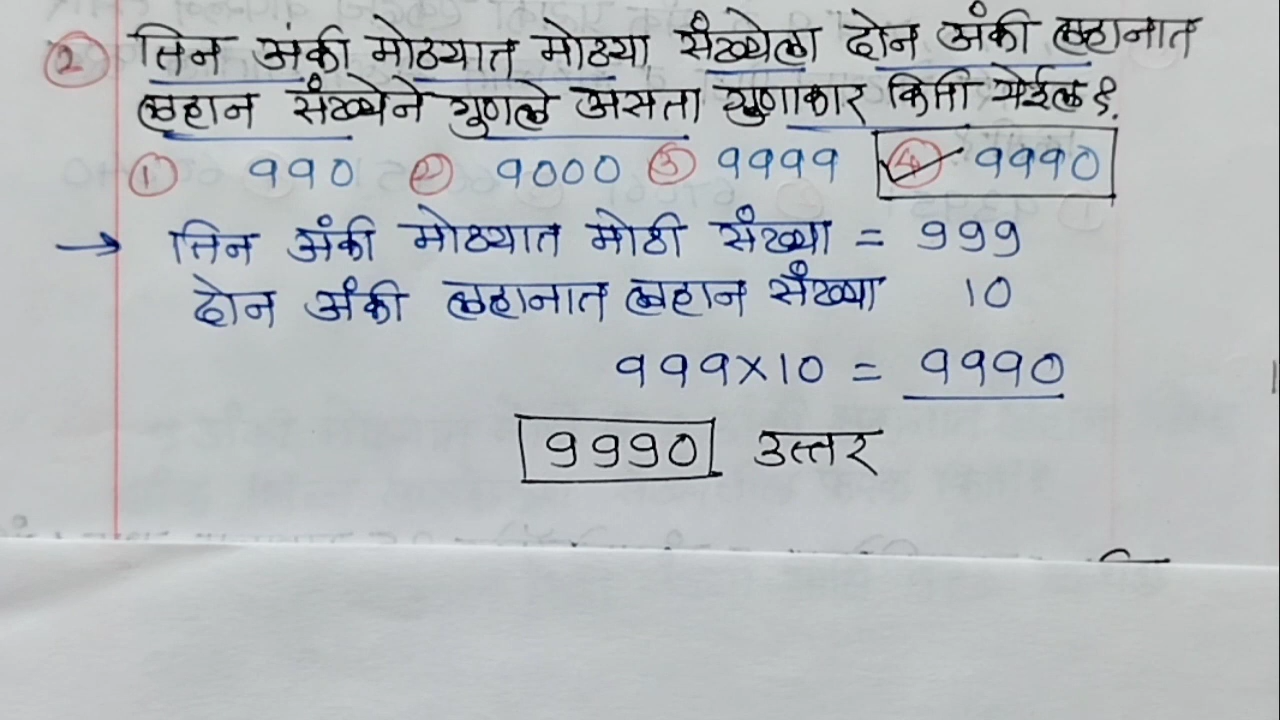 ② तिन अंकी मोठ्यात मोठ्या संख्येला दोन अंकी लहानात
लहान संख्येने गुणले असता गुणाकार किती येईल ?
① 990 ② 9000 ③ 9999 ④ 9990
→ तिन अंकी मोठ्यात मोठी संख्या = 999
दोन अंकी लहानात लहान संख्या 10
999×10 = 9990
9990 उत्तर